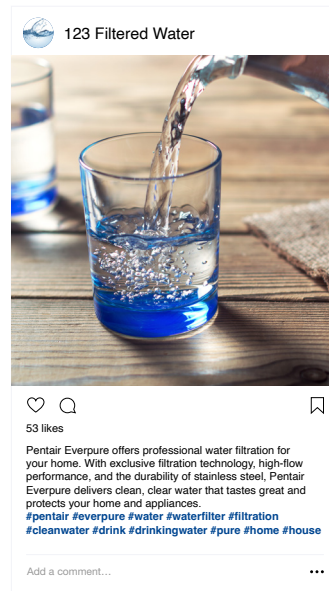 123 Filtered Water
53 likes
Pentair Everpure offers professional water filtration for
your home. With exclusive filtration technology, high-flow
performance, and the durability of stainless steel, Pentair
Everpure delivers clean, clear water that tastes great and
protects your home and appliances.
#pentair #everpure #water #waterfilter #filtration
#cleanwater #drink #drinkingwater #pure #home #house
Add a comment...